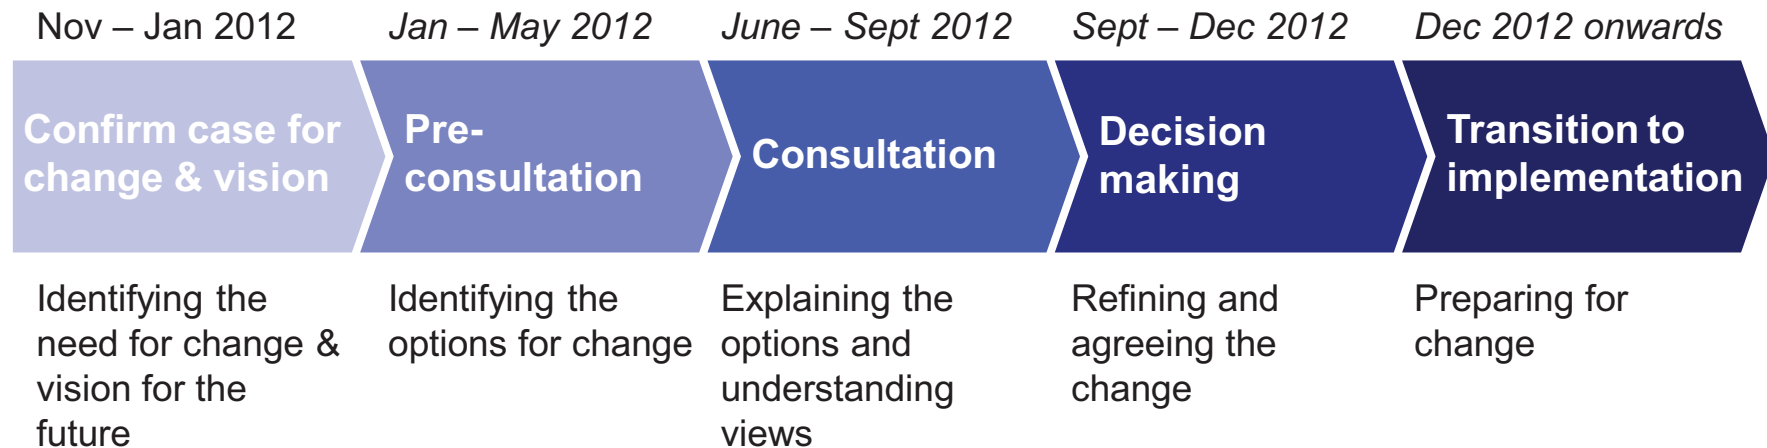 Nov – Jan 2012
Jan – May 2012
June – Sept 2012
Sept – Dec 2012
Dec 2012 onwards
Confirm case for
change & vision
Pre-
consultation
Consultation
Decision
making
Transition to
implementation
Identifying the
need for change &
vision for the
future
Identifying the
options for change
Explaining the
options and
understanding
views
Refining and
agreeing the
change
Preparing for
change